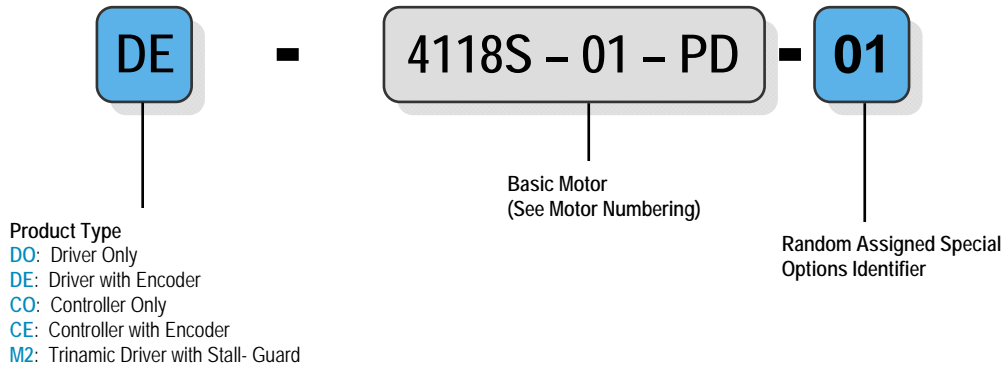 DE - 4118S – 01 – PD - 01
Basic Motor
(See Motor Numbering)
Product Type
DO: Driver Only
DE: Driver with Encoder
CO: Controller Only
CE: Controller with Encoder
M2: Trinamic Driver with Stall- Guard
Random Assigned Special
Options Identifier